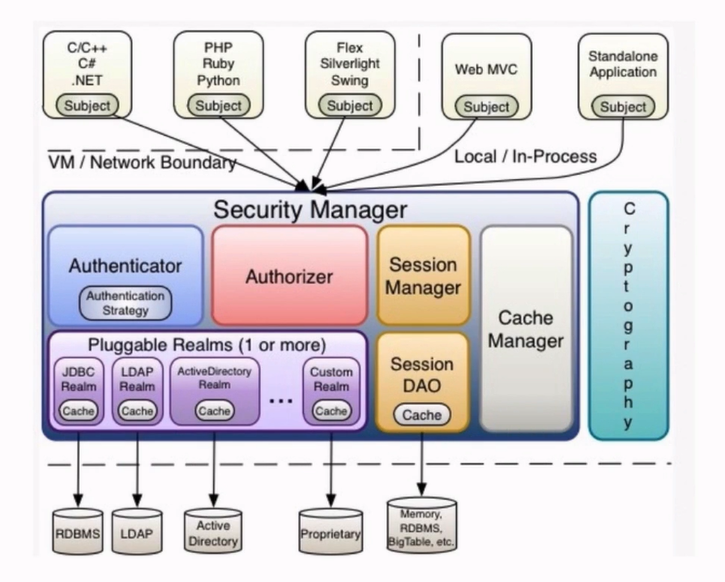 C/C++
C#
.NET
Subject
PHP
Ruby
Python
Subject
Flex
Silverlight
Swing
Subject
Web MVC
Subject
Standalone
Application
Subject
VM / Network Boundary
Local / In-Process
Security Manager
Authenticator
Authentication
Strategy
Authorizer
Session
Manager
Cache
Manager
Pluggable Realms (1 or more)
JDBC
Realm
Cache
LDAP
Realm
Cache
ActiveDirectory
Realm
Cache
...
Custom
Realm
Cache
Session
DAO
Cache
Cryptography
RDBMS
LDAP
Active
Directory
Proprietary
Memory,
RDBMS,
BigTable, etc.